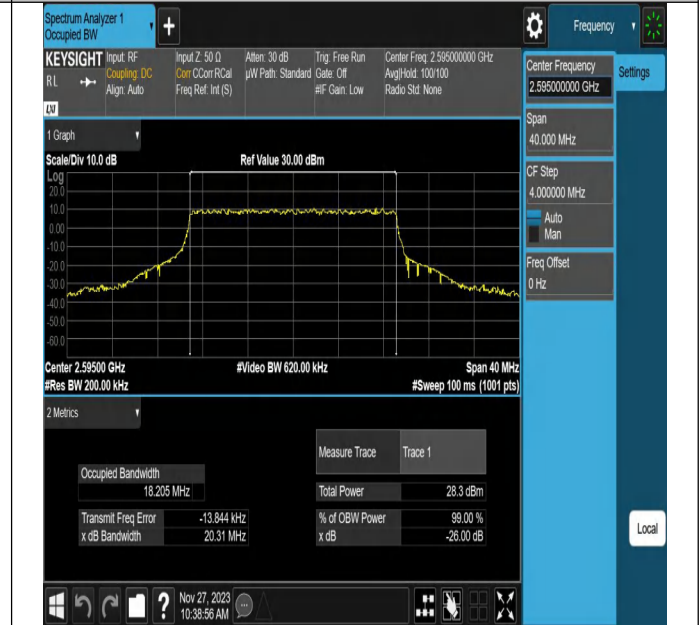 Spectrum Analyzer 1
Occupied BW
Frequency
KEYSIGHT
RL
LXI
Input: RF
Coupling: DC
Align: Auto
Input Z: 50 Ω
Corr CCorr RCal
Freq Ref: Int (S)
Atten: 30 dB
µW Path: Standard
Trig: Free Run
Gate: Off
#IF Gain: Low
Center Freq: 2.595000000 GHz
Avg|Hold: 100/100
Radio Std: None
Center Frequency
2.595000000 GHz
Settings
Span
40.000 MHz
CF Step
4.000000 MHz
Auto
Man
Freq Offset
0 Hz
1 Graph
Scale/Div 10.0 dB
Ref Value 30.00 dBm
Log
20.0
10.0
0.00
-10.0
-20.0
-30.0
-40.0
-50.0
-60.0
Center 2.59500 GHz
#Video BW 620.00 kHz
Span 40 MHz
#Res BW 200.00 kHz
#Sweep 100 ms (1001 pts)
2 Metrics
Measure Trace
Trace 1
Occupied Bandwidth
18.205 MHz
Total Power
28.3 dBm
Transmit Freq Error
-13.844 kHz
% of OBW Power
99.00 %
x dB Bandwidth
20.31 MHz
x dB
-26.00 dB
Local
?
Nov 27, 2023
10:38:56 AM